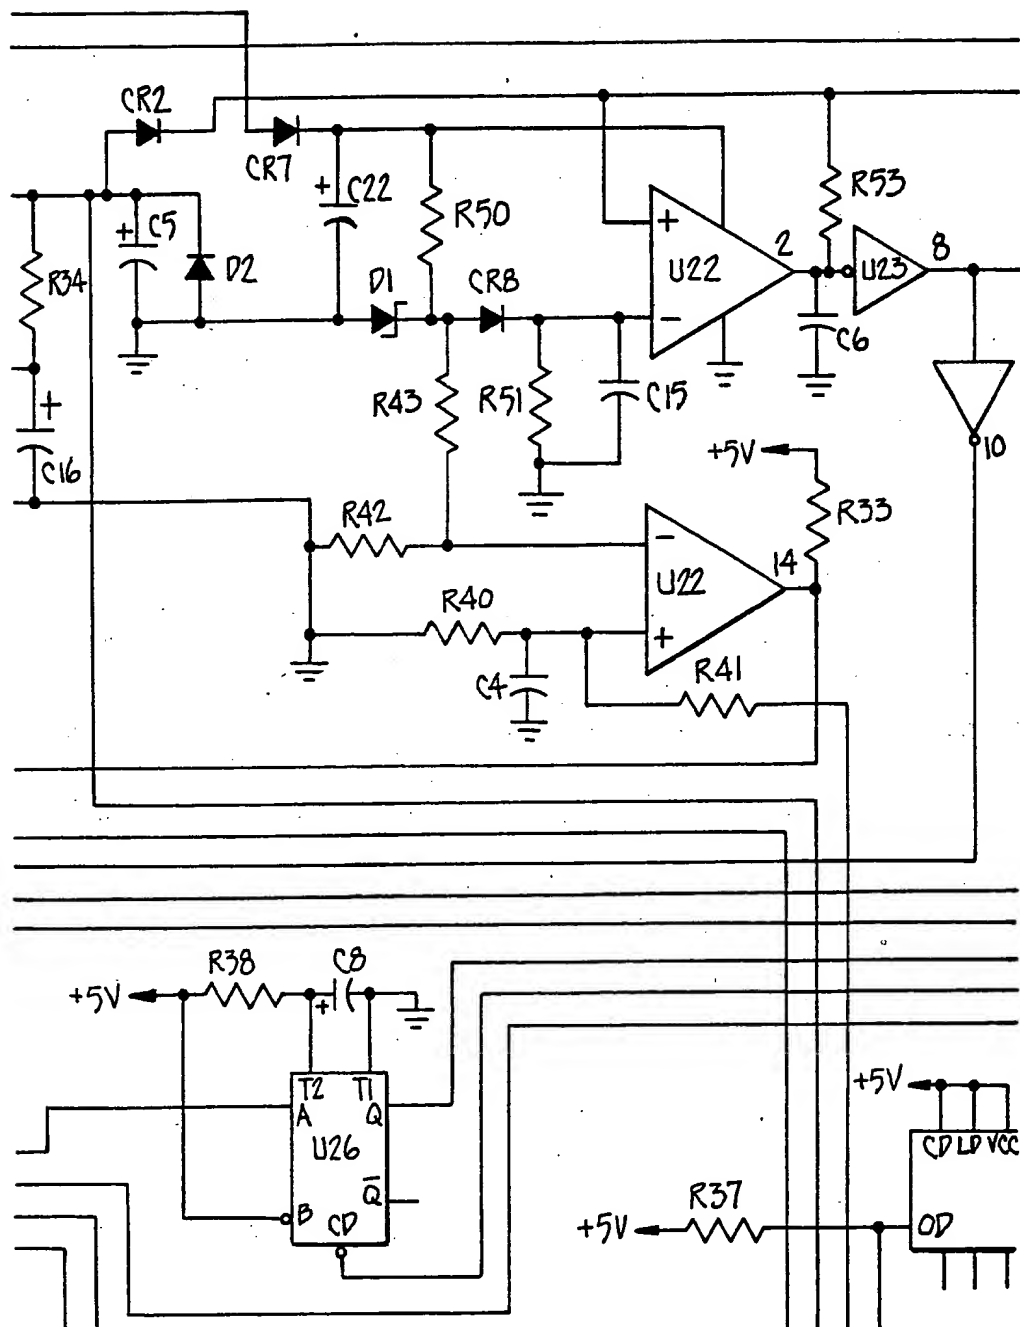 CR2
CR7
+ C22
R50
R53
+ C5
D2
R34
D1
CR8
+
U22
−
2
U23
8
C6
R43
R51
C15
+
C16
10
+5V
R33
R42
−
U22
+
14
R40
C4
R41
R38
C8
+5V
+
T2 T1
A Q
U26
Q̅
B
CD
+5V
CD LD VCC
R37
+5V
OD